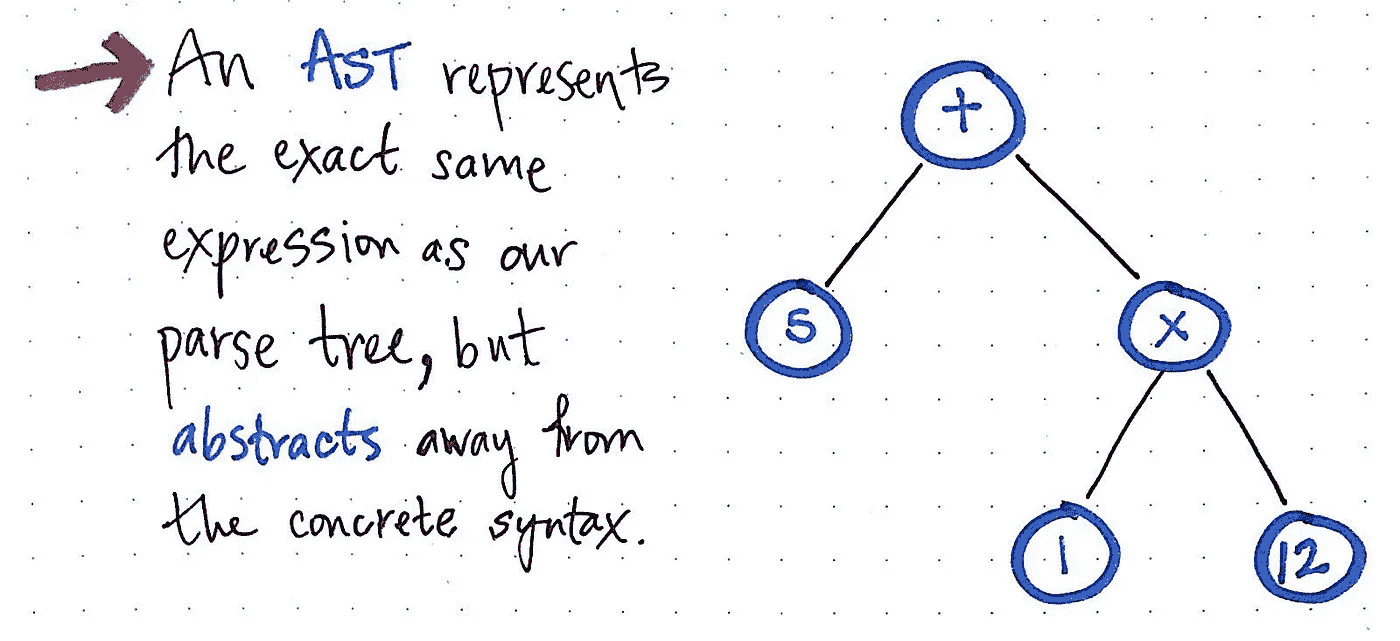 An AST represents
the exact same
expression as our
parse tree, but
abstracts away from
the concrete syntax.
+
5
x
1
12